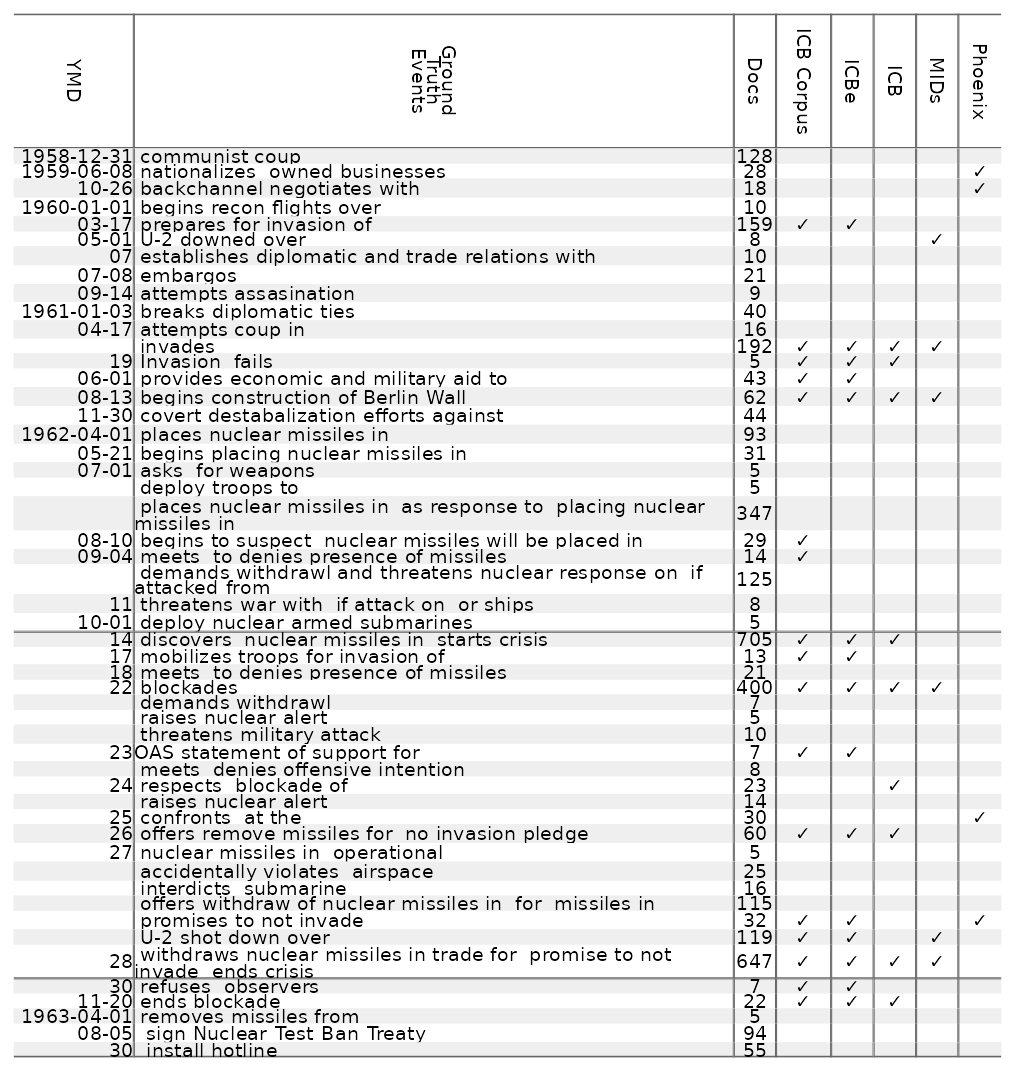 YMD Ground Truth Events Docs ICB Corpus ICBe ICB MIDs Phoenix
1958-12-31 communist coup 128
1959-06-08 nationalizes owned businesses 28 ✓
10-26 backchannel negotiates with 18 ✓
1960-01-01 begins recon flights over 10
03-17 prepares for invasion of 159 ✓ ✓
05-01 U-2 downed over 8 ✓
07 establishes diplomatic and trade relations with 10
07-08 embargos 21
09-14 attempts assasination 9
1961-01-03 breaks diplomatic ties 40
04-17 attempts coup in 16
invades 192 ✓ ✓ ✓ ✓
19 Invasion fails 5 ✓ ✓ ✓
06-01 provides economic and military aid to 43 ✓ ✓
08-13 begins construction of Berlin Wall 62 ✓ ✓ ✓ ✓
11-30 covert destabalization efforts against 44
1962-04-01 places nuclear missiles in 93
05-21 begins placing nuclear missiles in 31
07-01 asks for weapons 5
deploy troops to 5
places nuclear missiles in as response to placing nuclear
missiles in 347
08-10 begins to suspect nuclear missiles will be placed in 29 ✓
09-04 meets to denies presence of missiles 14 ✓
demands withdrawl and threatens nuclear response on if
attacked from 125
11 threatens war with if attack on or ships 8
10-01 deploy nuclear armed submarines 5
14 discovers nuclear missiles in starts crisis 705 ✓ ✓ ✓
17 mobilizes troops for invasion of 13 ✓ ✓
18 meets to denies presence of missiles 21
22 blockades 400 ✓ ✓ ✓ ✓
demands withdrawl 7
raises nuclear alert 5
threatens military attack 10
23 OAS statement of support for 7 ✓ ✓
meets denies offensive intention 8
24 respects blockade of 23 ✓
raises nuclear alert 14
25 confronts at the 30 ✓
26 offers remove missiles for no invasion pledge 60 ✓ ✓ ✓
27 nuclear missiles in operational 5
accidentally violates airspace 25
interdicts submarine 16
offers withdraw of nuclear missiles in for missiles in 115
promises to not invade 32 ✓ ✓ ✓
U-2 shot down over 119 ✓ ✓ ✓
withdraws nuclear missiles in trade for promise to not
28 invade ends crisis 647 ✓ ✓ ✓ ✓
30 refuses observers 7 ✓ ✓
11-20 ends blockade 22 ✓ ✓ ✓
1963-04-01 removes missiles from 5
08-05 sign Nuclear Test Ban Treaty 94
30 install hotline 55